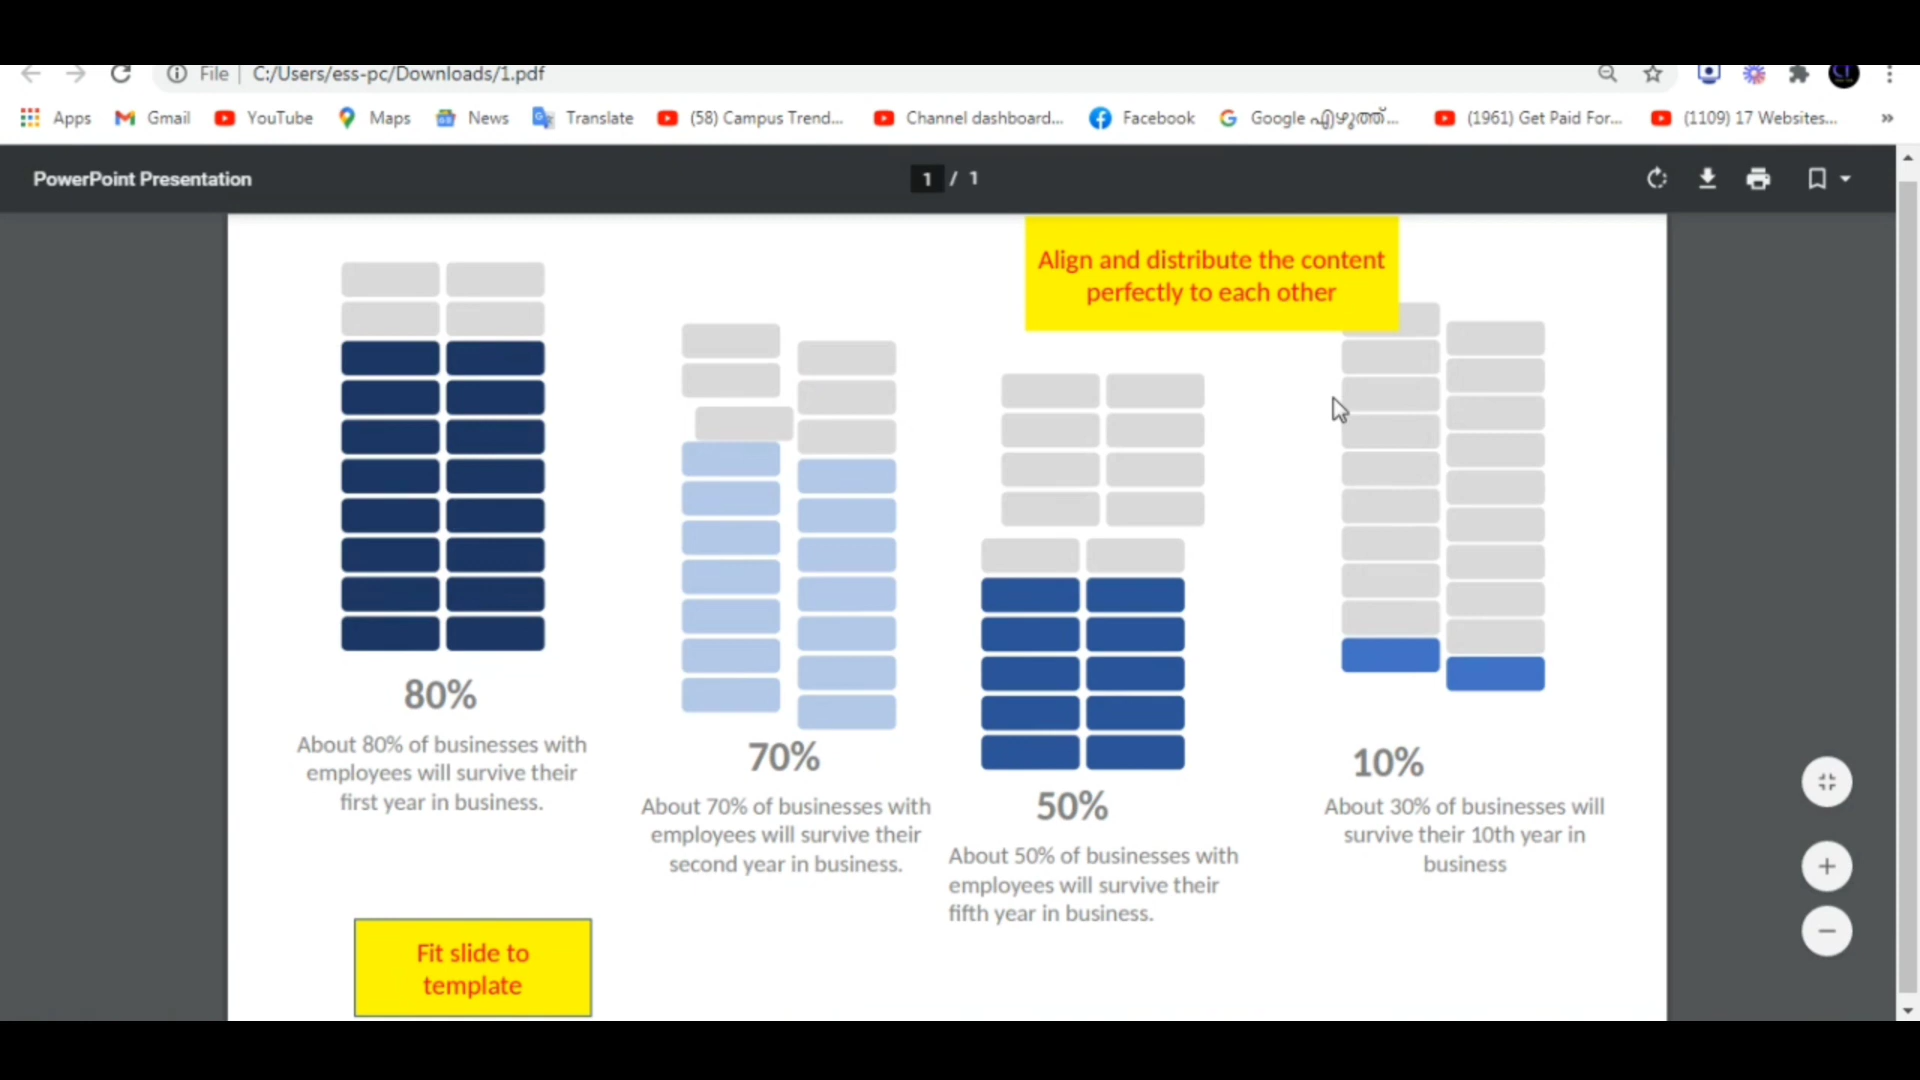 File | C:/Users/ess-pc/Downloads/1.pdf
Apps Gmail YouTube Maps News Translate (58) Campus Trend... Channel dashboard... Facebook Google എഴുത്ത്... (1961) Get Paid For... (1109) 17 Websites... »
PowerPoint Presentation
1 / 1
Align and distribute the content
perfectly to each other
80%
About 80% of businesses with
employees will survive their
first year in business.
70%
About 70% of businesses with
employees will survive their
second year in business.
50%
About 50% of businesses with
employees will survive their
fifth year in business.
10%
About 30% of businesses will
survive their 10th year in
business
Fit slide to
template